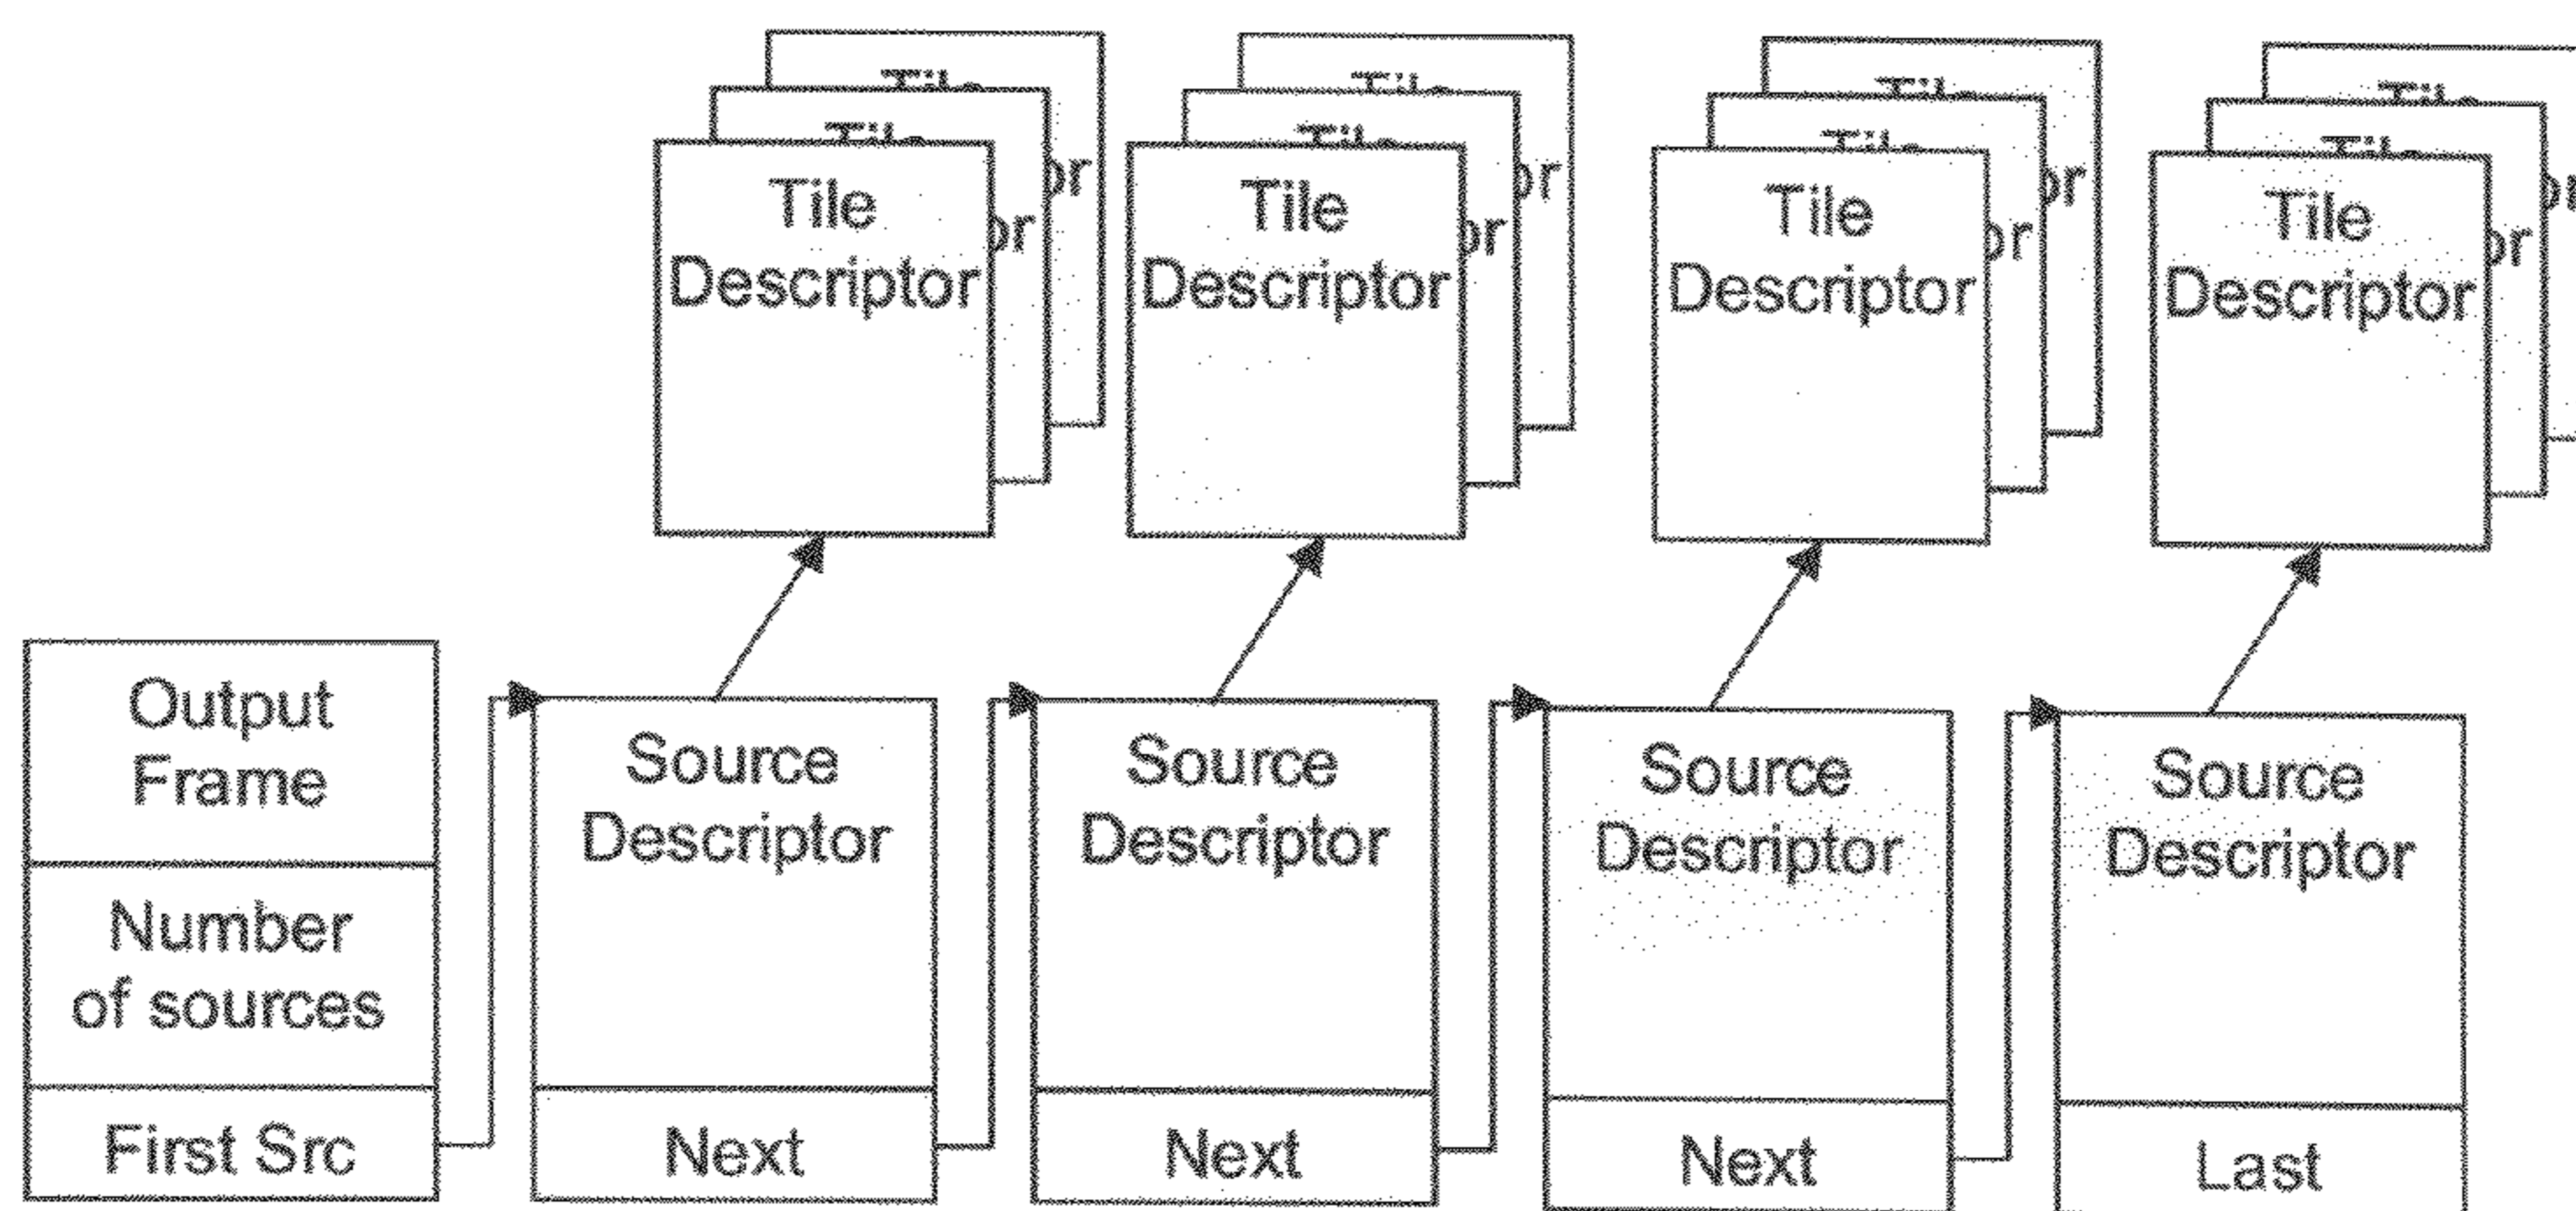 Tile
Descriptor
Tile
Descriptor
Tile
Descriptor
Tile
Descriptor
Output
Frame
Number
of sources
First Src
Source
Descriptor
Next
Source
Descriptor
Next
Source
Descriptor
Next
Source
Descriptor
Last